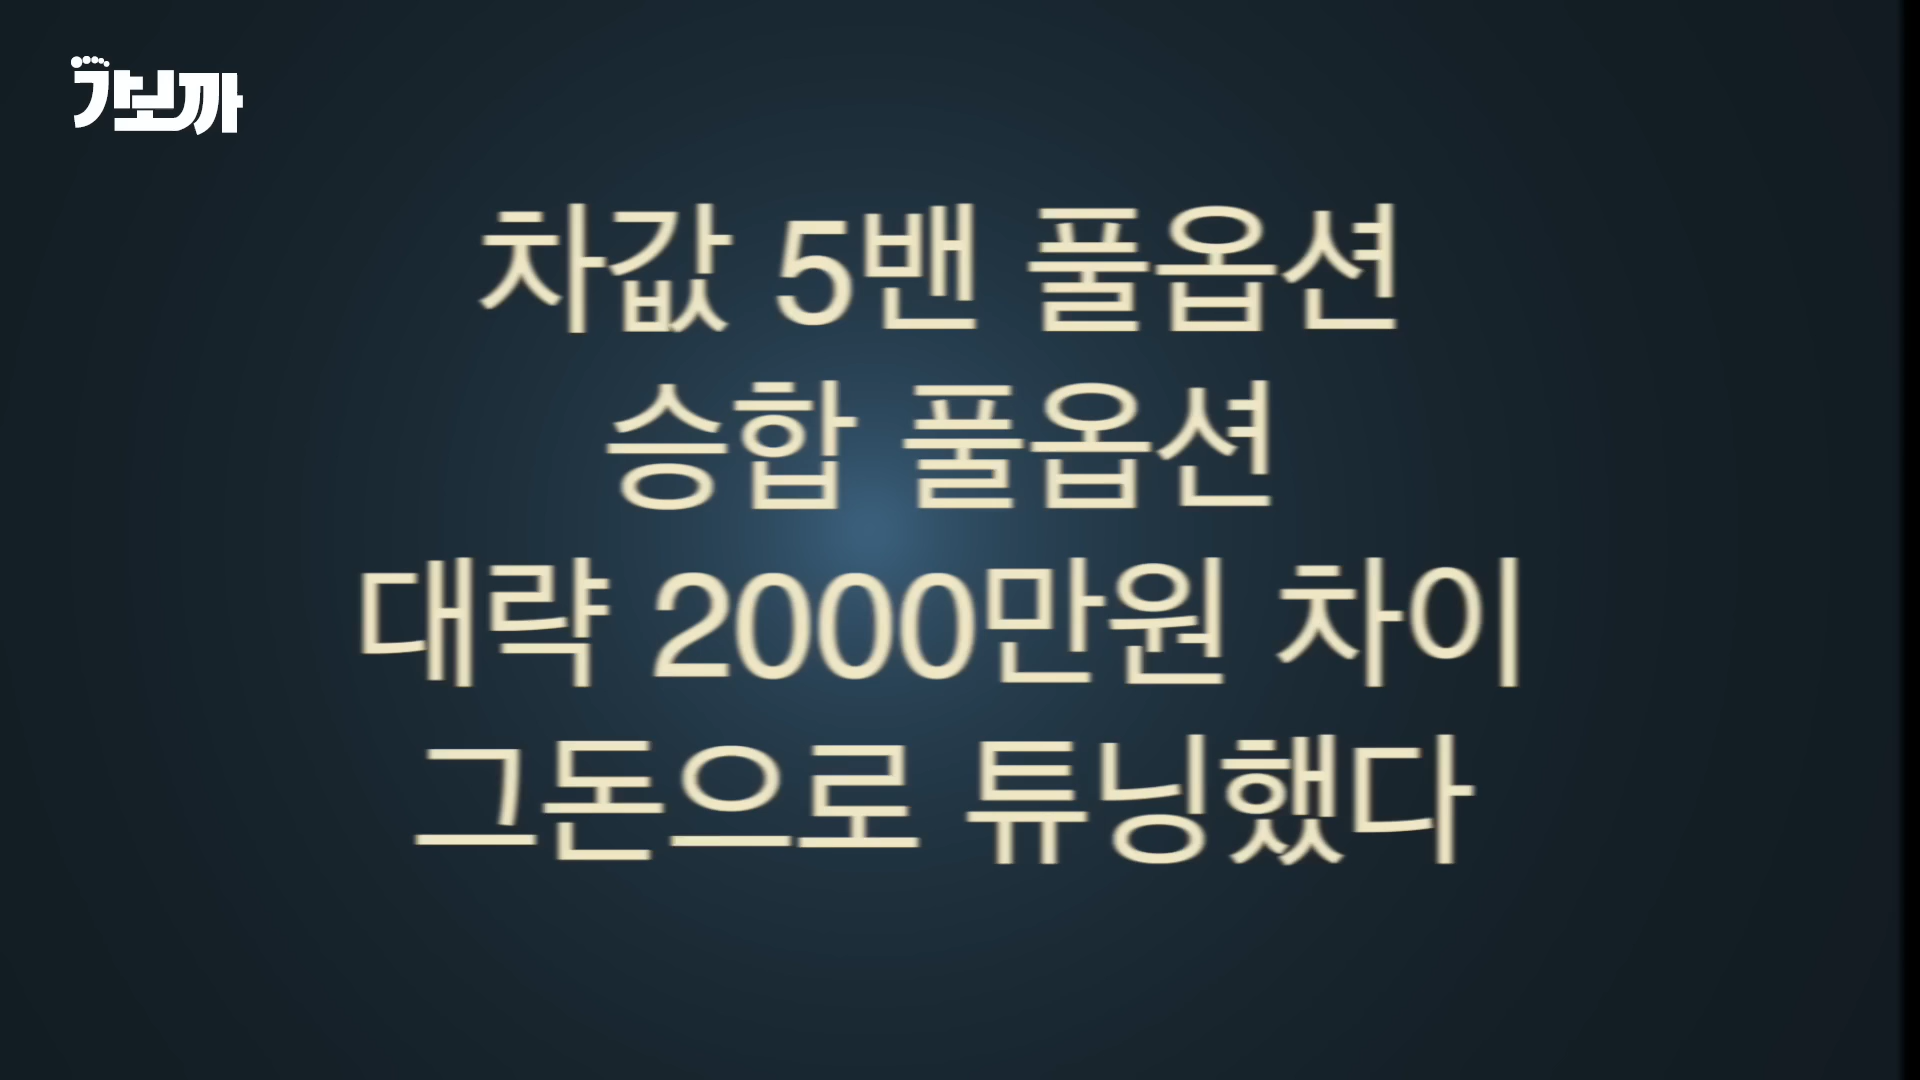 가보까
차값 5밴 풀옵션
승합 풀옵션
대략 2000만원 차이
그돈으로 튜닝했다